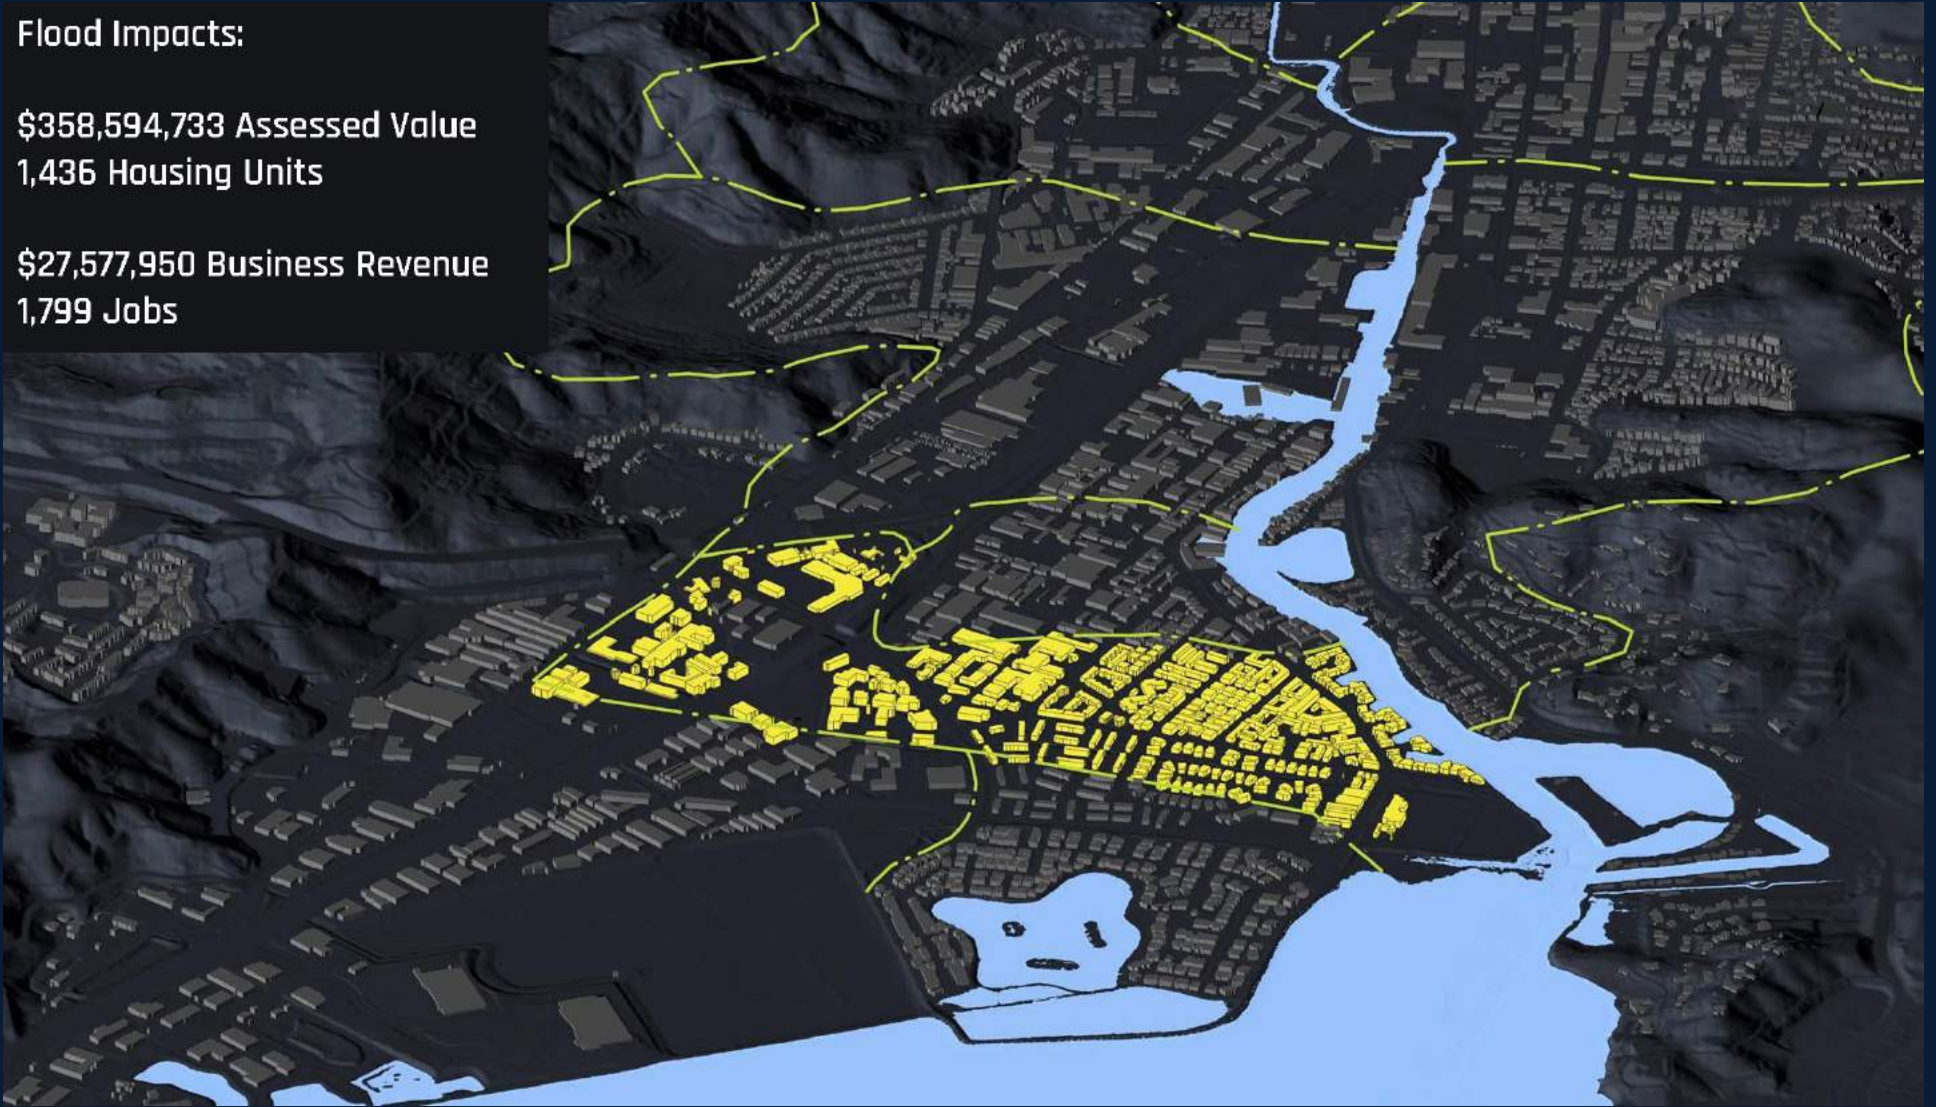 Flood Impacts:
$358,594,733 Assessed Value
1,436 Housing Units
$27,577,950 Business Revenue
1,799 Jobs